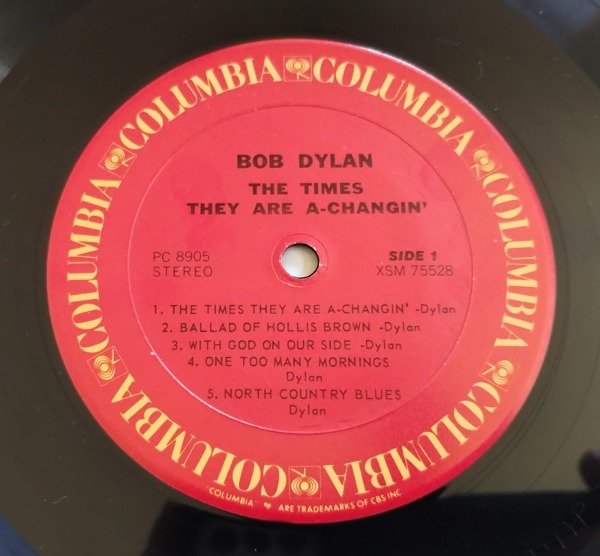 COLUMBIA COLUMBIA COLUMBIA COLUMBIA COLUMBIA COLUMBIA COLUMBIA COLUMBIA
BOB DYLAN
THE TIMES
THEY ARE A-CHANGIN'
PC 8905 SIDE 1
STEREO XSM 75528
1. THE TIMES THEY ARE A-CHANGIN' -Dylan
2. BALLAD OF HOLLIS BROWN -Dylan
3. WITH GOD ON OUR SIDE -Dylan
4. ONE TOO MANY MORNINGS
Dylan
5. NORTH COUNTRY BLUES
Dylan
"COLUMBIA" ARE TRADEMARKS OF CBS INC.